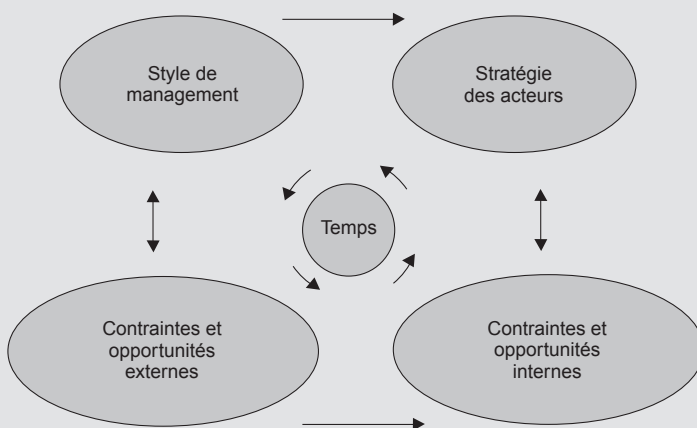 Style de
management
Stratégie
des acteurs
Temps
Contraintes et
opportunités
externes
Contraintes et
opportunités
internes